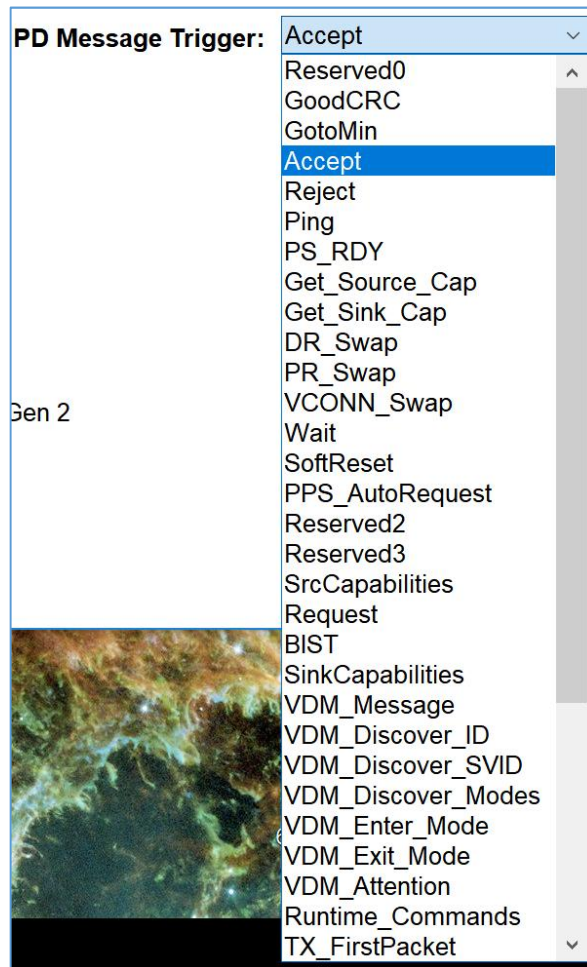 PD Message Trigger: Accept
Reserved0
GoodCRC
GotoMin
Accept
Reject
Ping
PS_RDY
Get_Source_Cap
Get_Sink_Cap
DR_Swap
PR_Swap
VCONN_Swap
Gen 2
Wait
SoftReset
PPS_AutoRequest
Reserved2
Reserved3
SrcCapabilities
Request
BIST
SinkCapabilities
VDM_Message
VDM_Discover_ID
VDM_Discover_SVID
VDM_Discover_Modes
VDM_Enter_Mode
VDM_Exit_Mode
VDM_Attention
Runtime_Commands
TX_FirstPacket